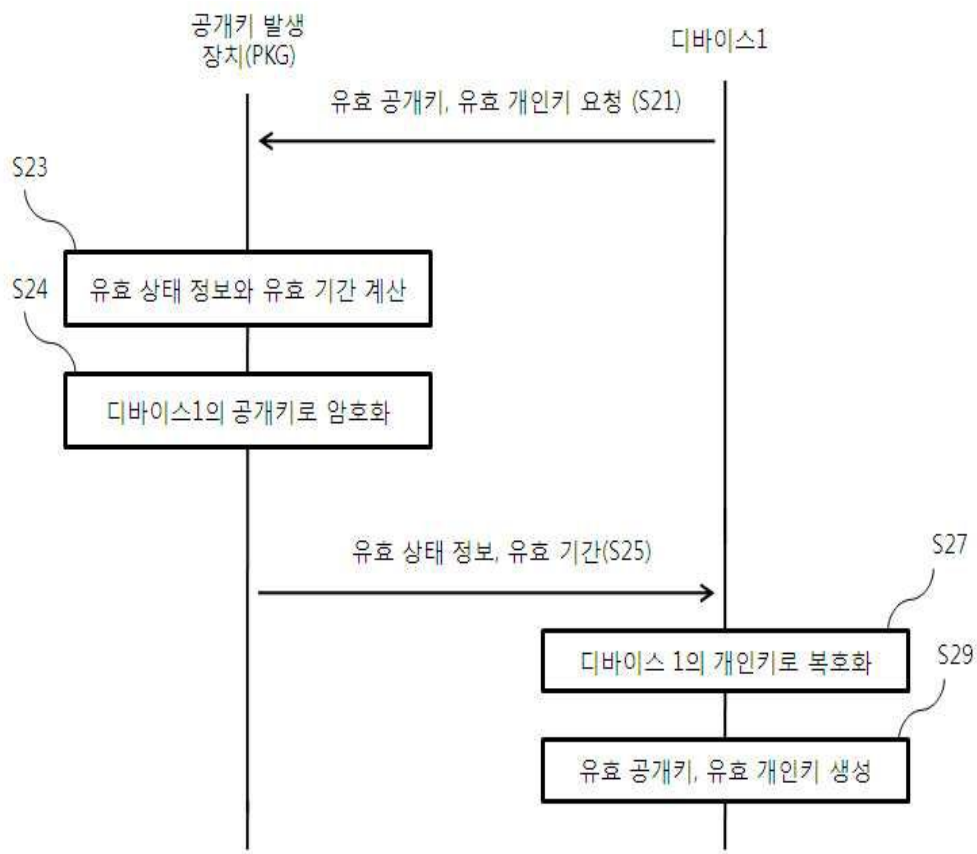 공개키 발생
장치(PKG)
디바이스1
유효 공개키, 유효 개인키 요청 (S21)
S23
유효 상태 정보와 유효 기간 계산
S24
디바이스1의 공개키로 암호화
유효 상태 정보, 유효 기간(S25)
S27
디바이스 1의 개인키로 복호화
S29
유효 공개키, 유효 개인키 생성